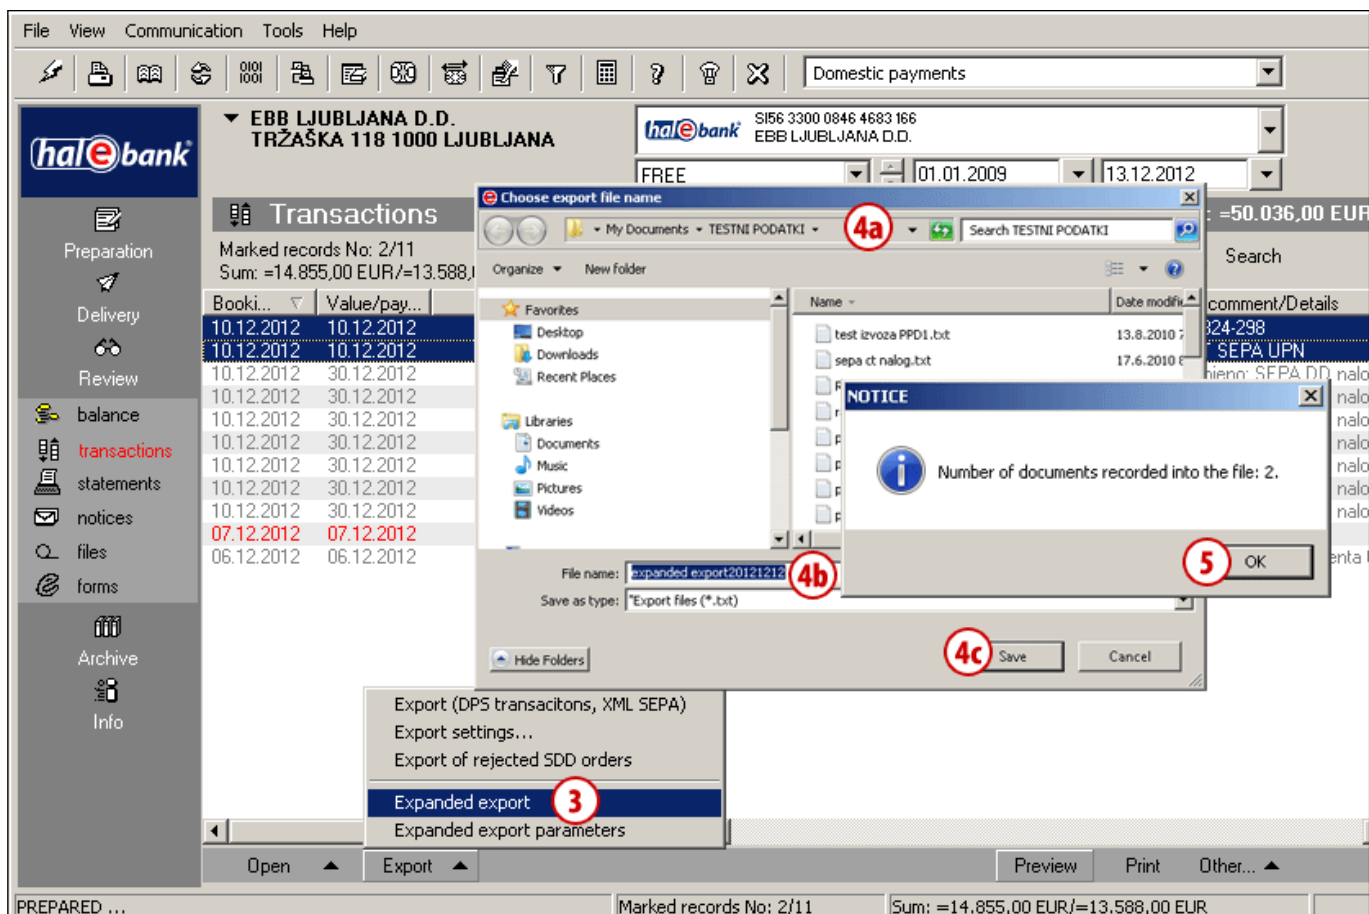 File View Communication Tools Help
Domestic payments
EBB LJUBLJANA D.D.
TRŽAŠKA 118 1000 LJUBLJANA
hal e bank
SI56 3300 0846 4683 166
EBB LJUBLJANA D.D.
hal e bank
FREE 01.01.2009 13.12.2012
Transactions
: =50.036,00 EUR
Marked records No: 2/11
Sum: =14.855,00 EUR/=13.588,
Search
Booki... Value/pay... comment/Details
10.12.2012 10.12.2012 324-298
10.12.2012 10.12.2012 T SEPA UPN
10.12.2012 30.12.2012 bieno: SEPA DD nalo
10.12.2012 30.12.2012 nalo
10.12.2012 30.12.2012 nalo
10.12.2012 30.12.2012 nalo
10.12.2012 30.12.2012 nalo
10.12.2012 30.12.2012 nalo
10.12.2012 30.12.2012 nalo
07.12.2012 07.12.2012
06.12.2012 06.12.2012 enta
Preparation
Delivery
Review
balance
transactions
statements
notices
files
forms
Archive
Info
Choose export file name
My Documents TESTNI PODATKI 4a Search TESTNI PODATKI
Organize New folder
Favorites
Desktop
Downloads
Recent Places
Libraries
Documents
Music
Pictures
Videos
Name Date modifie
test izvoza PPD1.txt 13.8.2010 7
sepa ct nalog.txt 17.6.2010 8
File name: expanded export20121212 4b
Save as type: "Export files (*.txt)
Hide Folders 4c Save Cancel
NOTICE
Number of documents recorded into the file: 2.
5 OK
Export (DPS transacitons, XML SEPA)
Export settings...
Export of rejected SDD orders
Expanded export 3
Expanded export parameters
Open Export Preview Print Other...
PREPARED ... Marked records No: 2/11 Sum: =14.855,00 EUR/=13.588,00 EUR